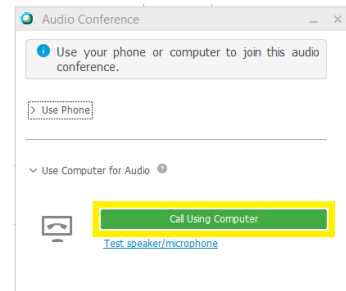 Audio Conference
Use your phone or computer to join this audio
conference.
> Use Phone
Use Computer for Audio
Call Using Computer
Test speaker/microphone